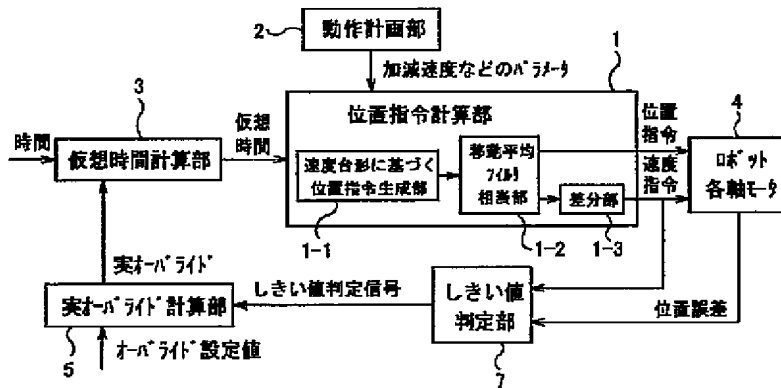 2
動作計画部
1
加減速度などのパラメータ
3
時間
仮想時間計算部
仮想
時間
位置指令計算部
速度台形に基づく
位置指令生成部
1-1
移動平均
フィルタ
相当部
1-2
差分部
1-3
位置
指令
速度
指令
4
ロボット
各軸モータ
実オーバライド
実オーバライド計算部
5
オーバライド設定値
しきい値判定信号
しきい値
判定部
7
位置誤差